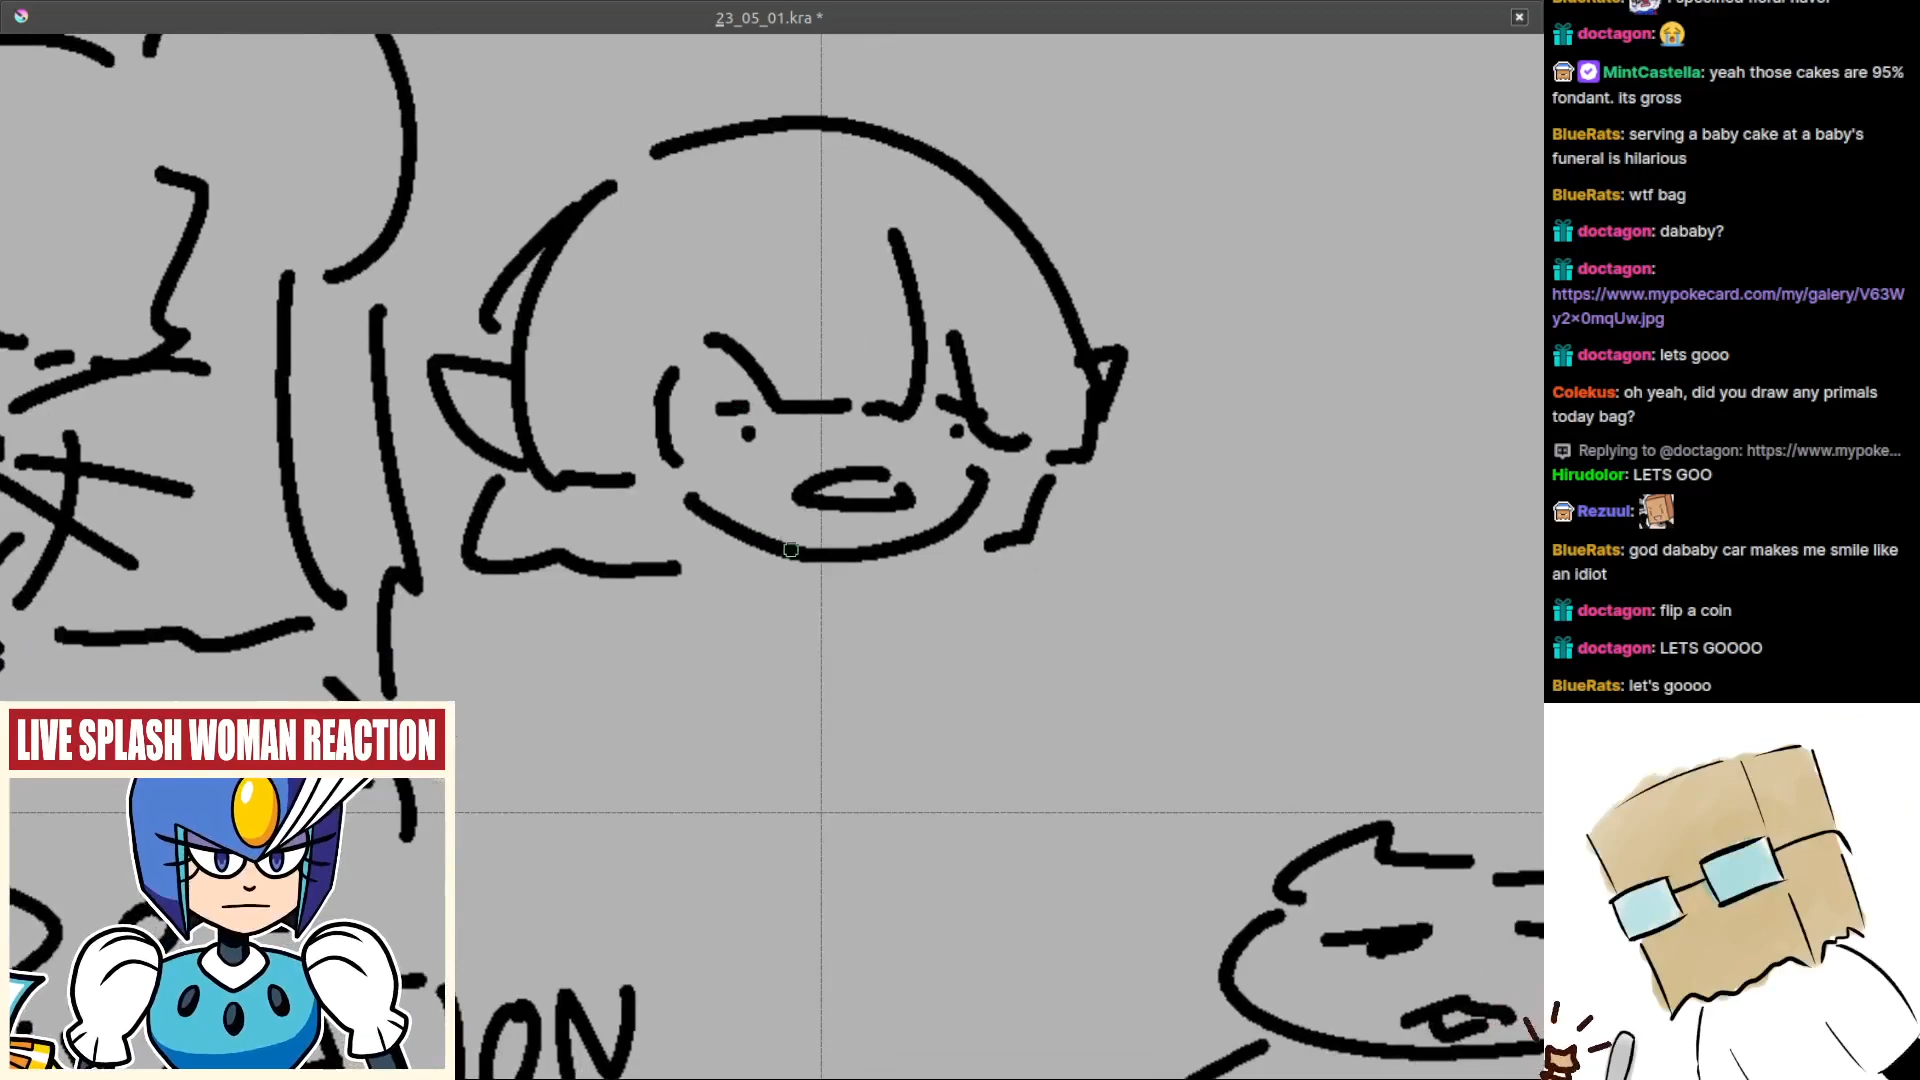 23_05_01.kra *
doctagon: 😭
MintCastella: yeah those cakes are 95%
fondant. its gross
BlueRats: serving a baby cake at a baby's
funeral is hilarious
BlueRats: wtf bag
doctagon: dababy?
doctagon:
https://www.mypokecard.com/my/galery/V63W
y2x0mqUw.jpg
doctagon: lets gooo
Colekus: oh yeah, did you draw any primals
today bag?
Replying to @doctagon: https://www.mypoke...
Hirudolor: LETS GOO
Rezuul:
BlueRats: god dababy car makes me smile like
an idiot
doctagon: flip a coin
doctagon: LETS GOOOO
BlueRats: let's goooo
LIVE SPLASH WOMAN REACTION
ON